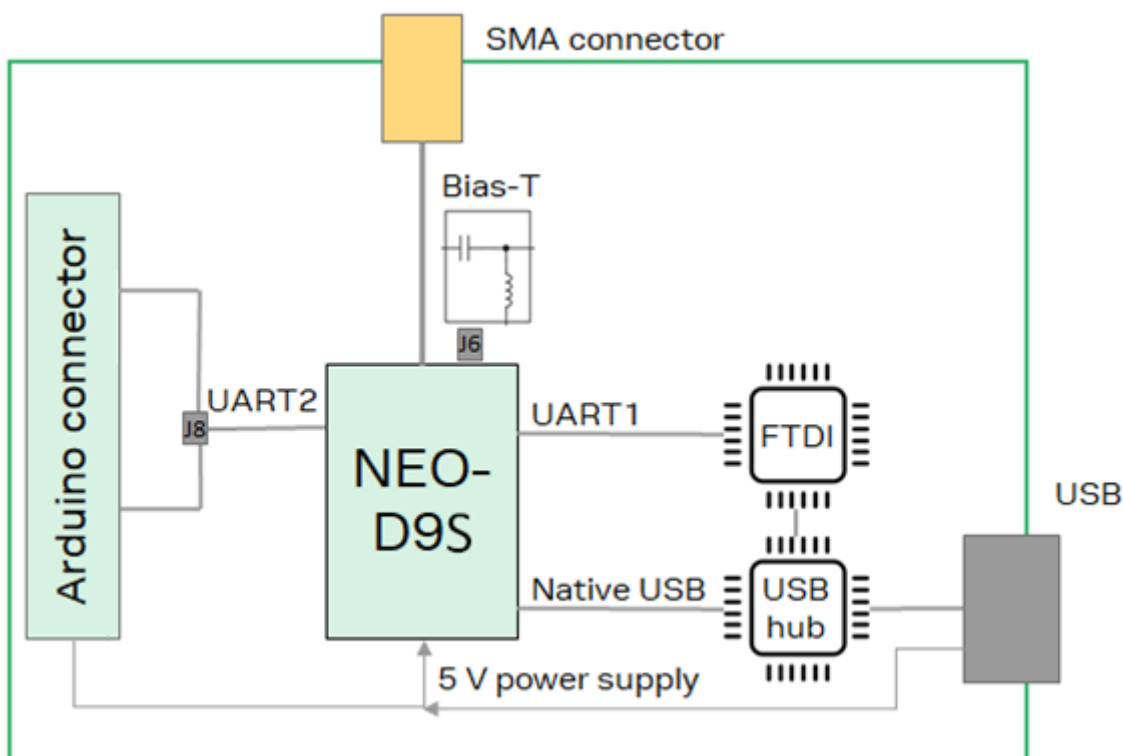 SMA connector
Bias-T
J6
Arduino connector
J8
UART2
NEO-
D9S
UART1
FTDI
USB
Native USB
USB
hub
5 V power supply